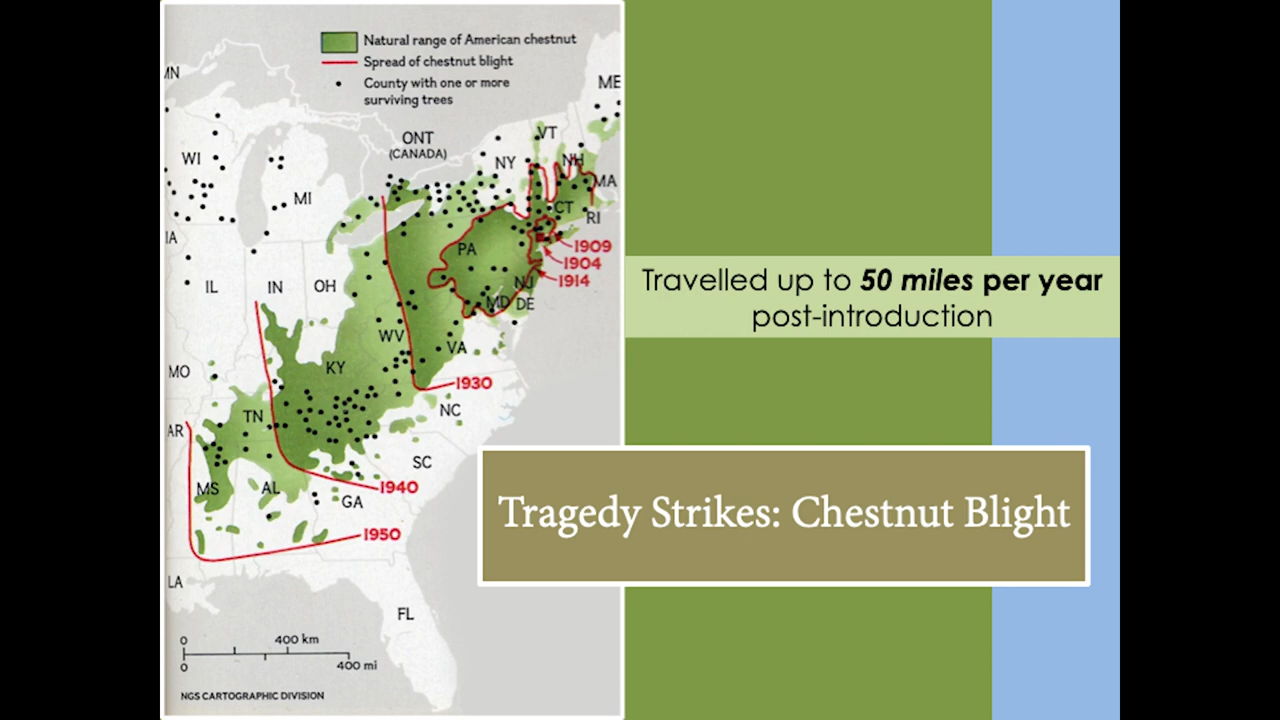 Natural range of American chestnut
Spread of chestnut blight
County with one or more
surviving trees
MN
ME
ONT
(CANADA)
VT
WI
NY
NH
MI
MA
CT
RI
IA
PA
1909
1904
1914
IL
IN
OH
NJ
MD
DE
WV
VA
MO
KY
1930
TN
NC
AR
SC
MS
AL
GA
1940
1950
LA
FL
0
400 km
0
400 mi
NGS CARTOGRAPHIC DIVISION
Travelled up to 50 miles per year
post-introduction
Tragedy Strikes: Chestnut Blight